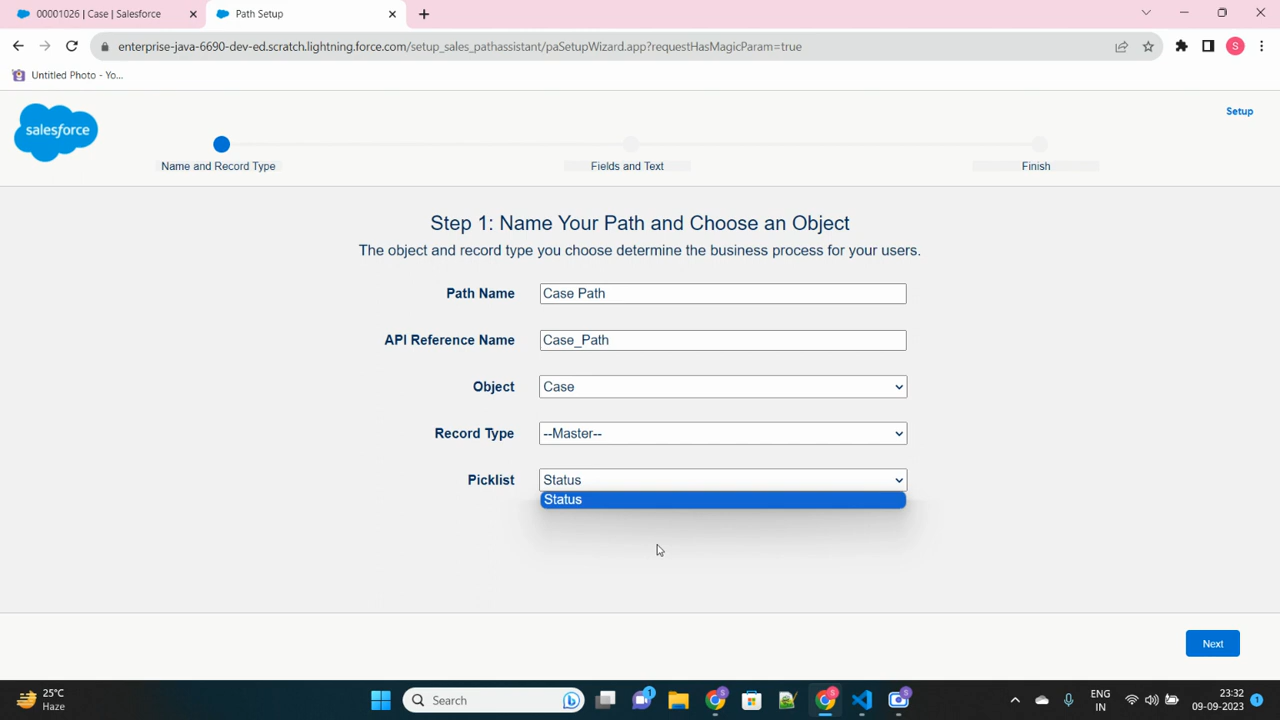 00001026 | Case | Salesforce
Path Setup
enterprise-java-6690-dev-ed.scratch.lightning.force.com/setup_sales_pathassistant/paSetupWizard.app?requestHasMagicParam=true
S
Untitled Photo - Yo...
salesforce
Setup
Name and Record Type
Fields and Text
Finish
Step 1: Name Your Path and Choose an Object
The object and record type you choose determine the business process for your users.
Path Name Case Path
API Reference Name Case_Path
Object Case
Record Type --Master--
Picklist Status
Status
Next
25°C
Haze
Search
1
S
S
S
ENG
IN
23:32
09-09-2023